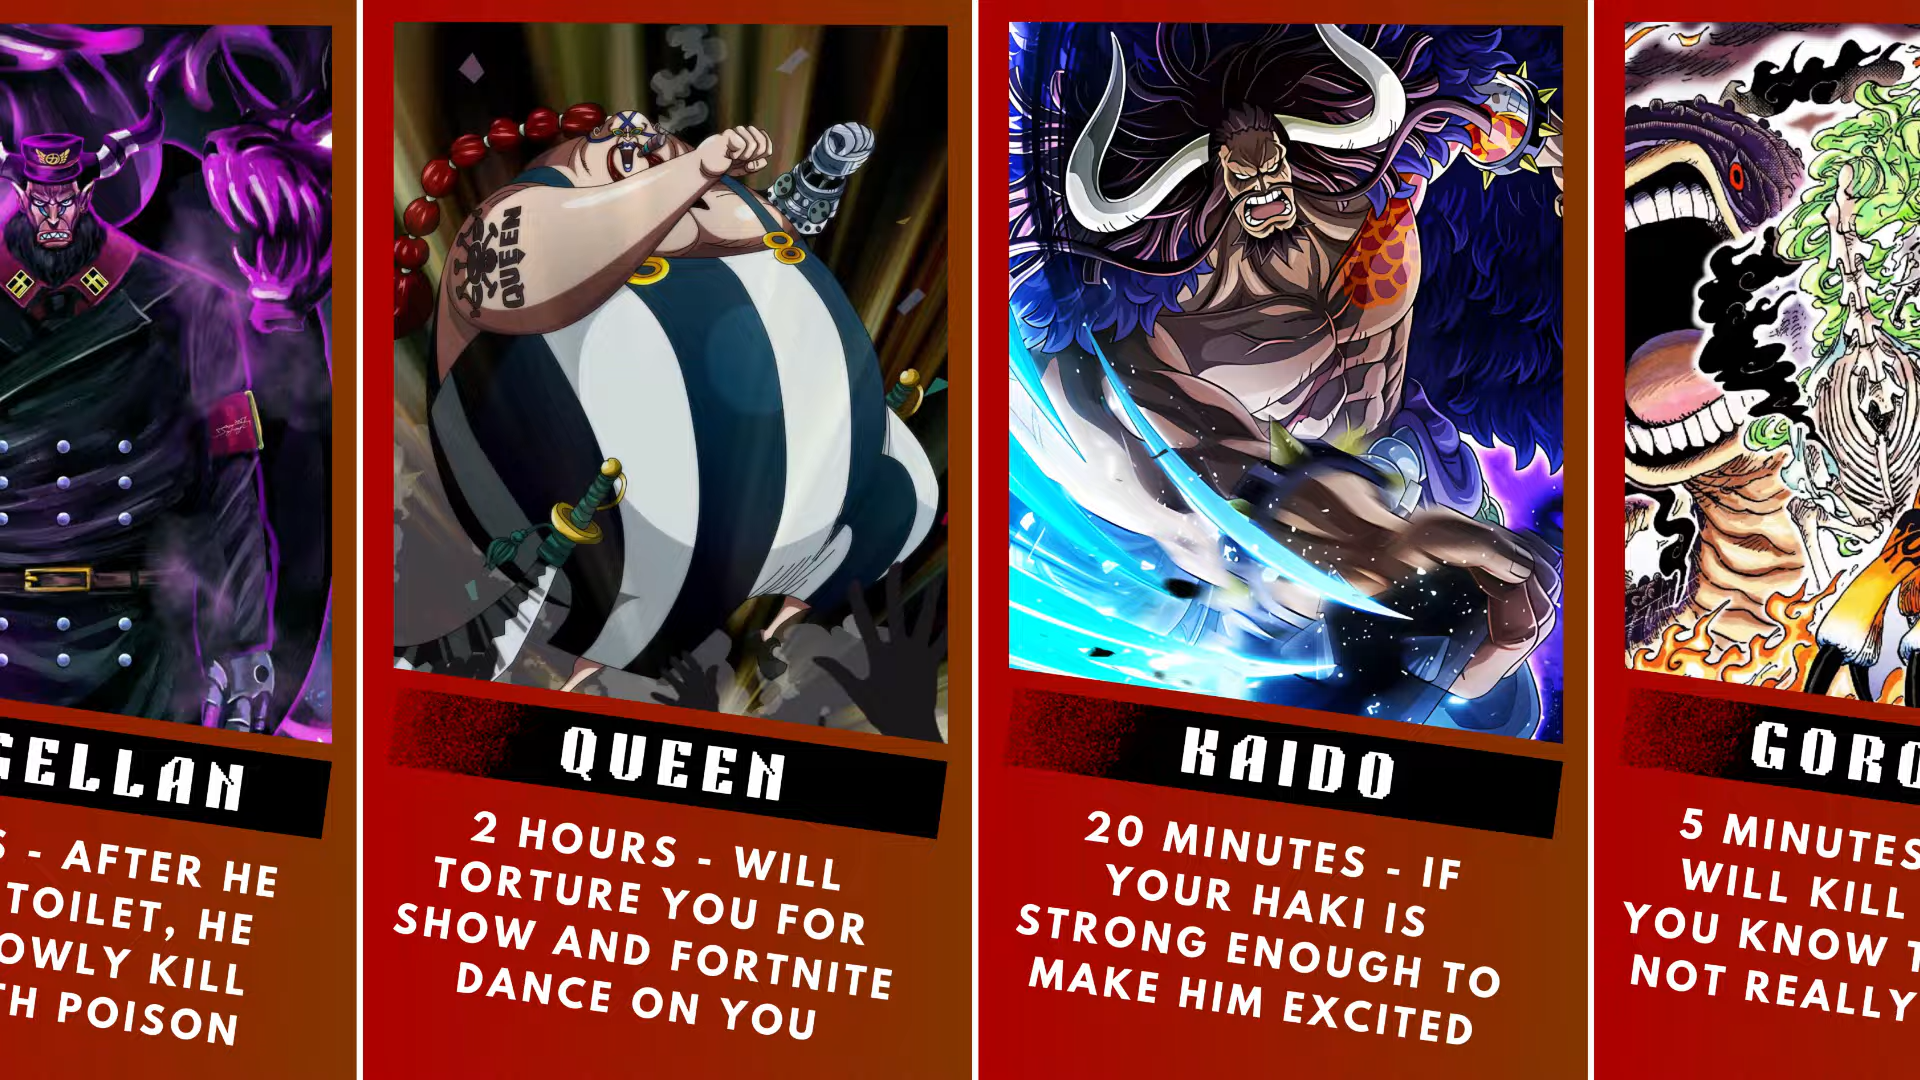 GELLAN
S - AFTER HE
TOILET, HE
OWLY KILL
TH POISON
QUEEN
QUEEN
2 HOURS - WILL
TORTURE YOU FOR
SHOW AND FORTNITE
DANCE ON YOU
KAIDO
20 MINUTES - IF
YOUR HAKI IS
STRONG ENOUGH TO
MAKE HIM EXCITED
GORO
5 MINUTES
WILL KILL
YOU KNOW T
NOT REALLY